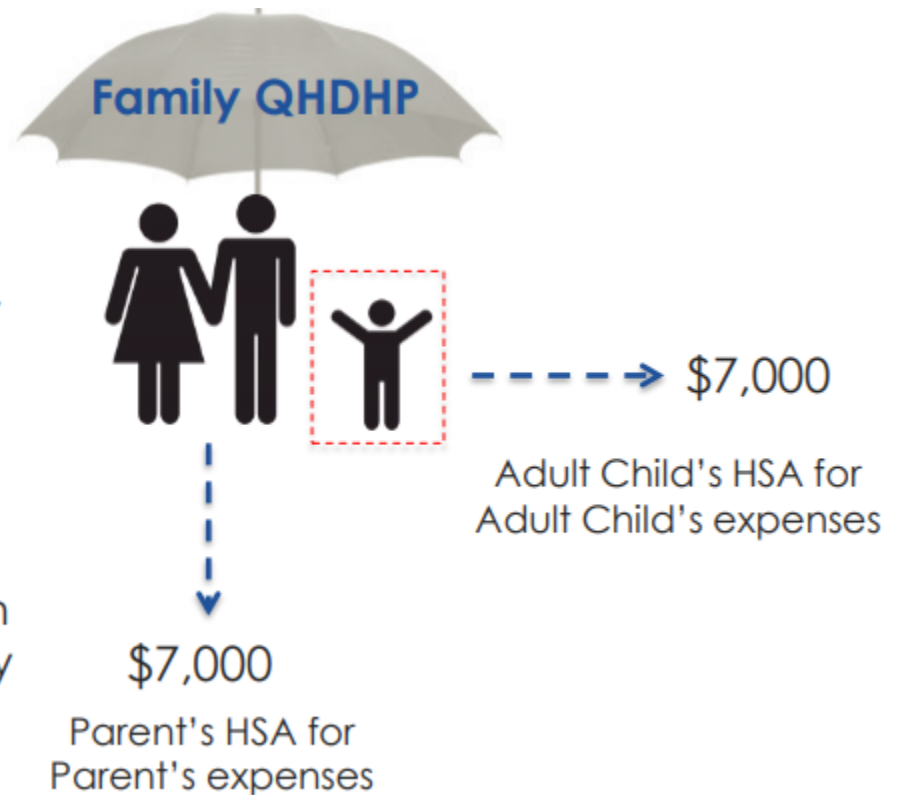 Family QHDHP
$7,000
Adult Child's HSA for
Adult Child's expenses
$7,000
Parent's HSA for
Parent's expenses